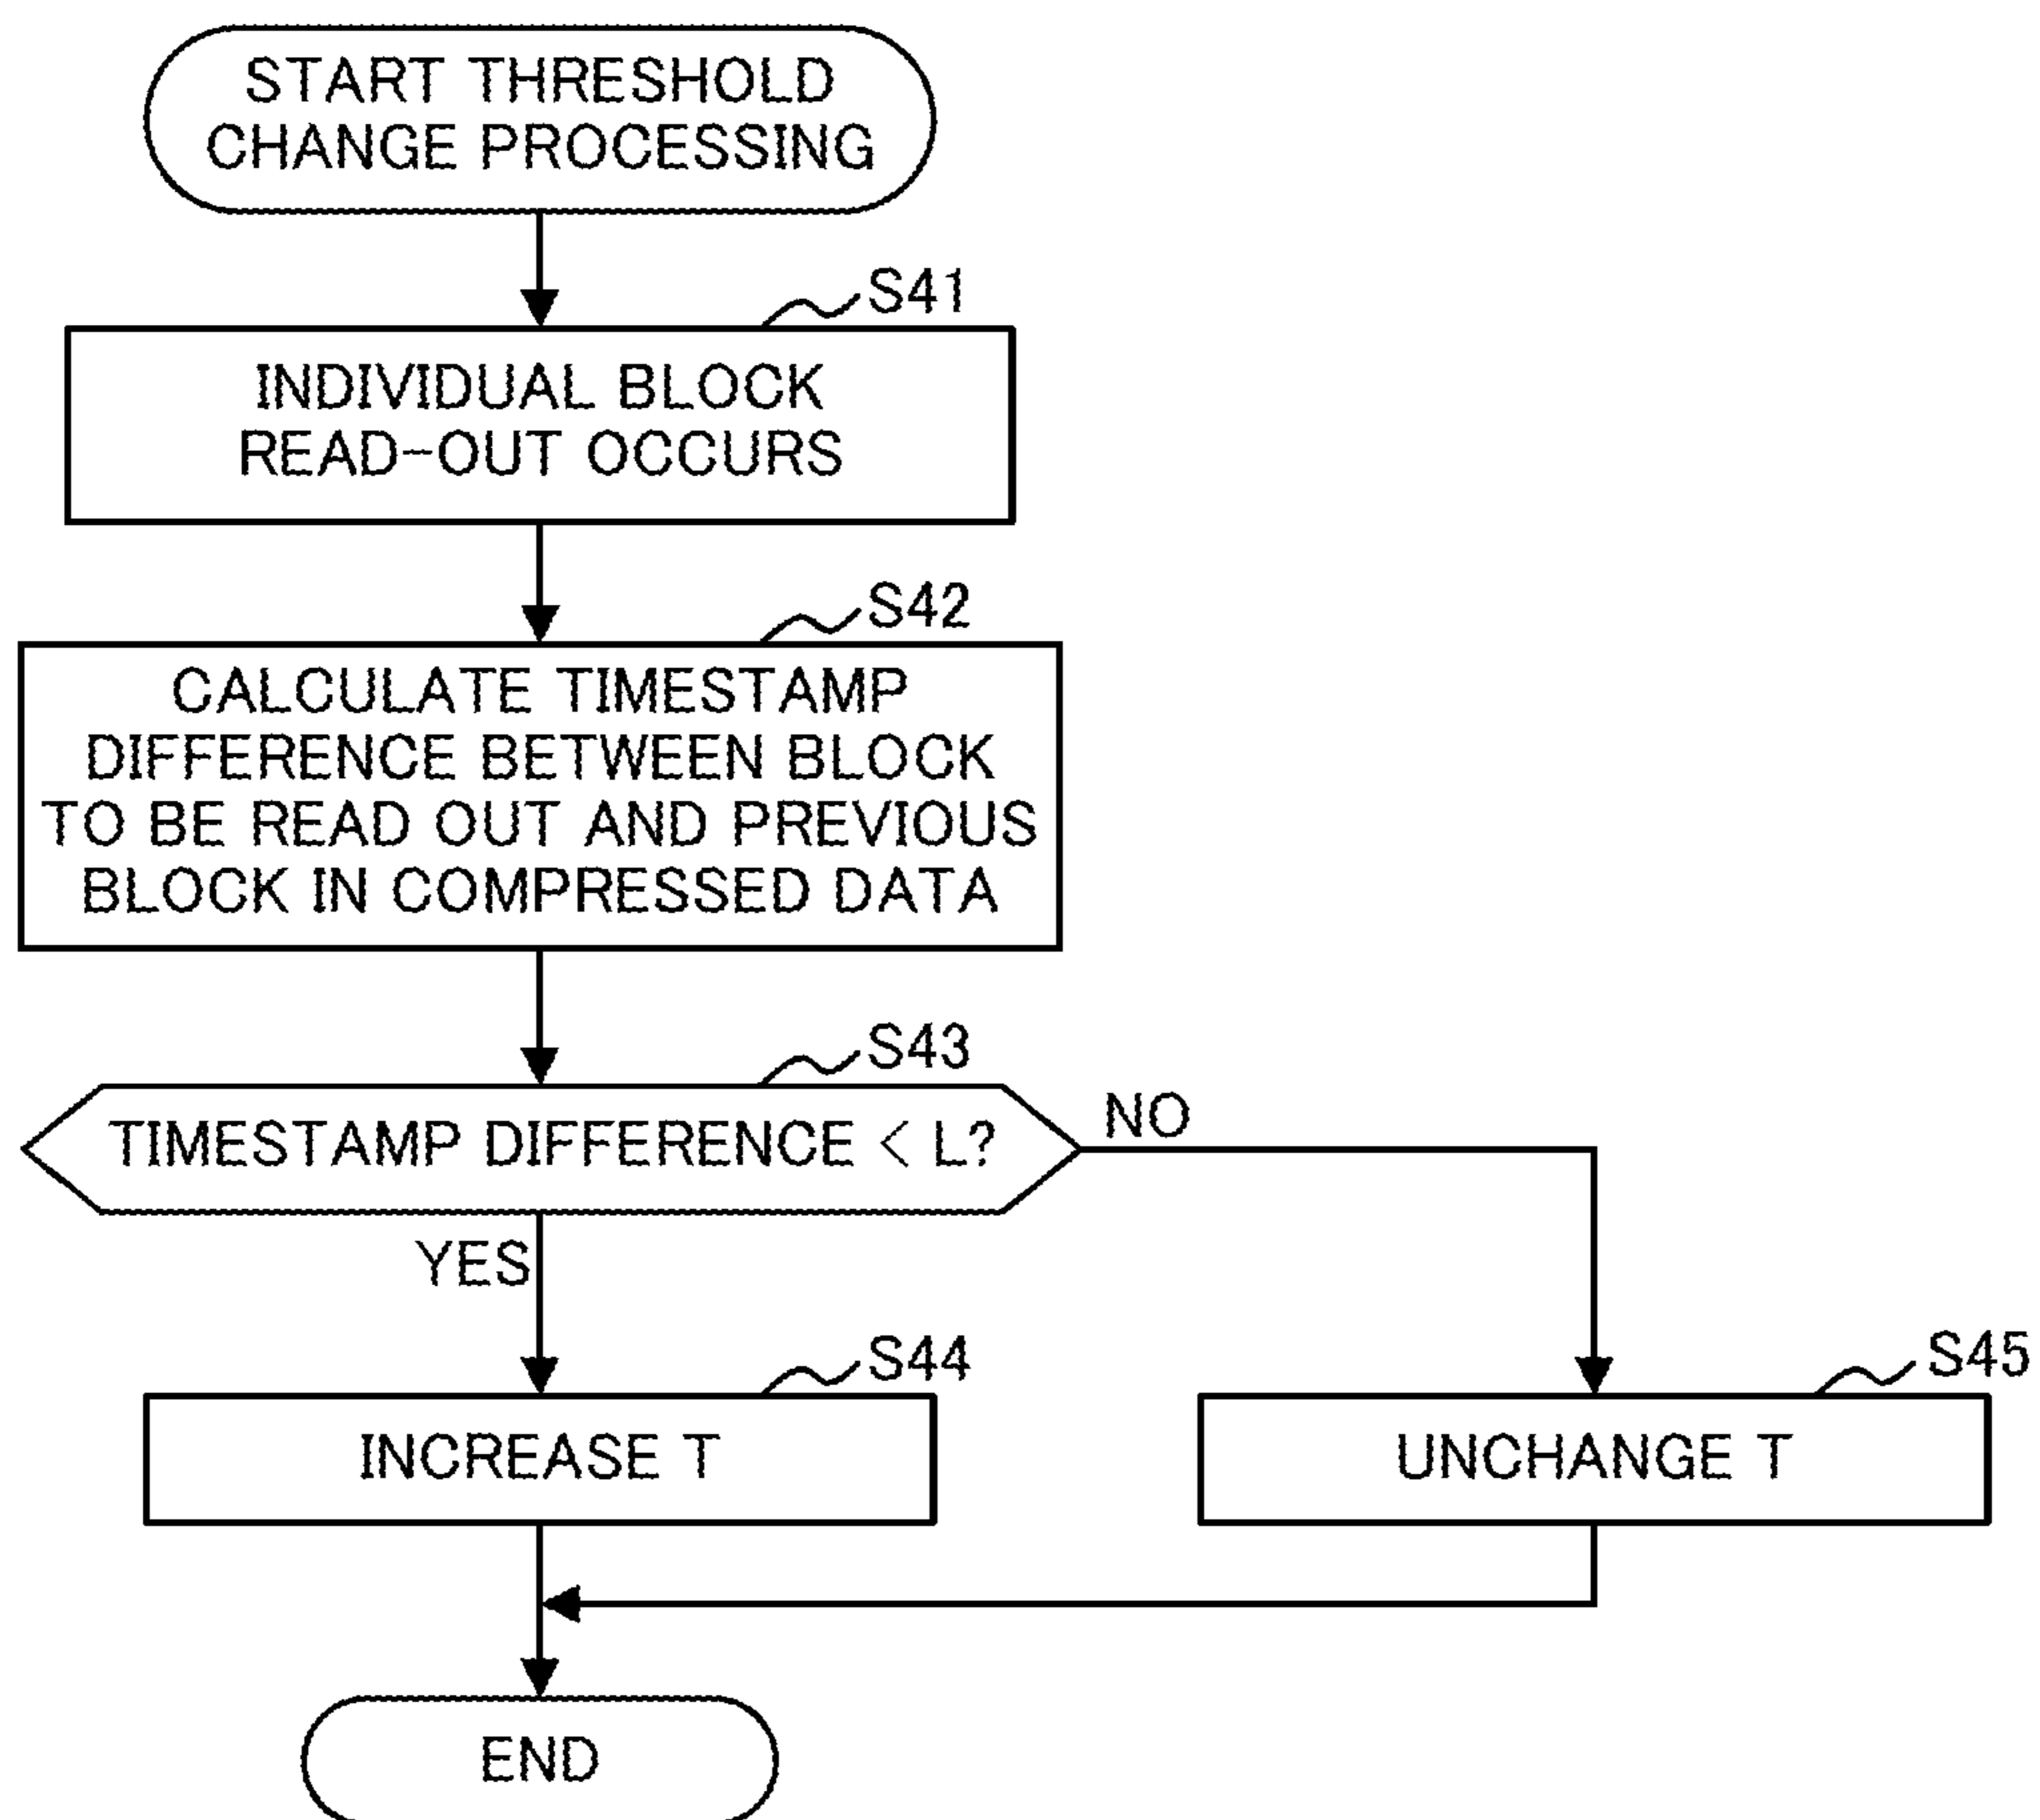 START THRESHOLD
CHANGE PROCESSING
S41
INDIVIDUAL BLOCK
READ-OUT OCCURS
S42
CALCULATE TIMESTAMP
DIFFERENCE BETWEEN BLOCK
TO BE READ OUT AND PREVIOUS
BLOCK IN COMPRESSED DATA
S43
TIMESTAMP DIFFERENCE < L?
NO
YES
S44
INCREASE T
S45
UNCHANGE T
END